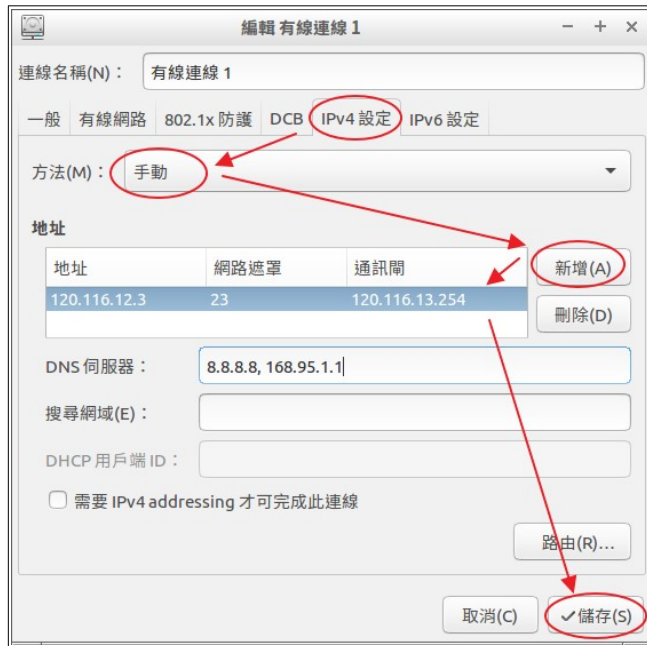 編輯 有線連線 1
連線名稱(N)： 有線連線 1
一般 有線網路 802.1x 防護 DCB IPv4 設定 IPv6 設定
方法(M)： 手動
地址
地址 網路遮罩 通訊閘 新增(A)
120.116.12.3 23 120.116.13.254
刪除(D)
DNS 伺服器： 8.8.8.8, 168.95.1.1
搜尋網域(E)：
DHCP 用戶端 ID：
需要 IPv4 addressing 才可完成此連線
路由(R)...
取消(C) 儲存(S)